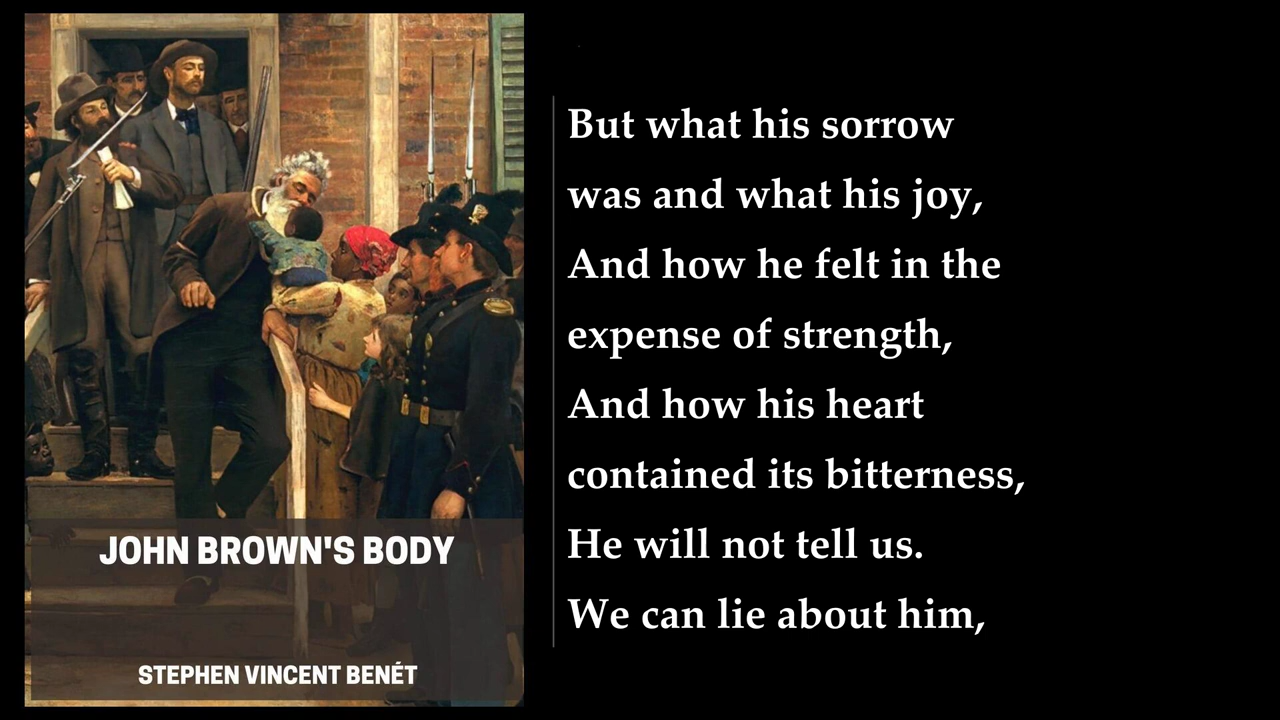 JOHN BROWN'S BODY
STEPHEN VINCENT BENÉT
But what his sorrow
was and what his joy,
And how he felt in the
expense of strength,
And how his heart
contained its bitterness,
He will not tell us.
We can lie about him,